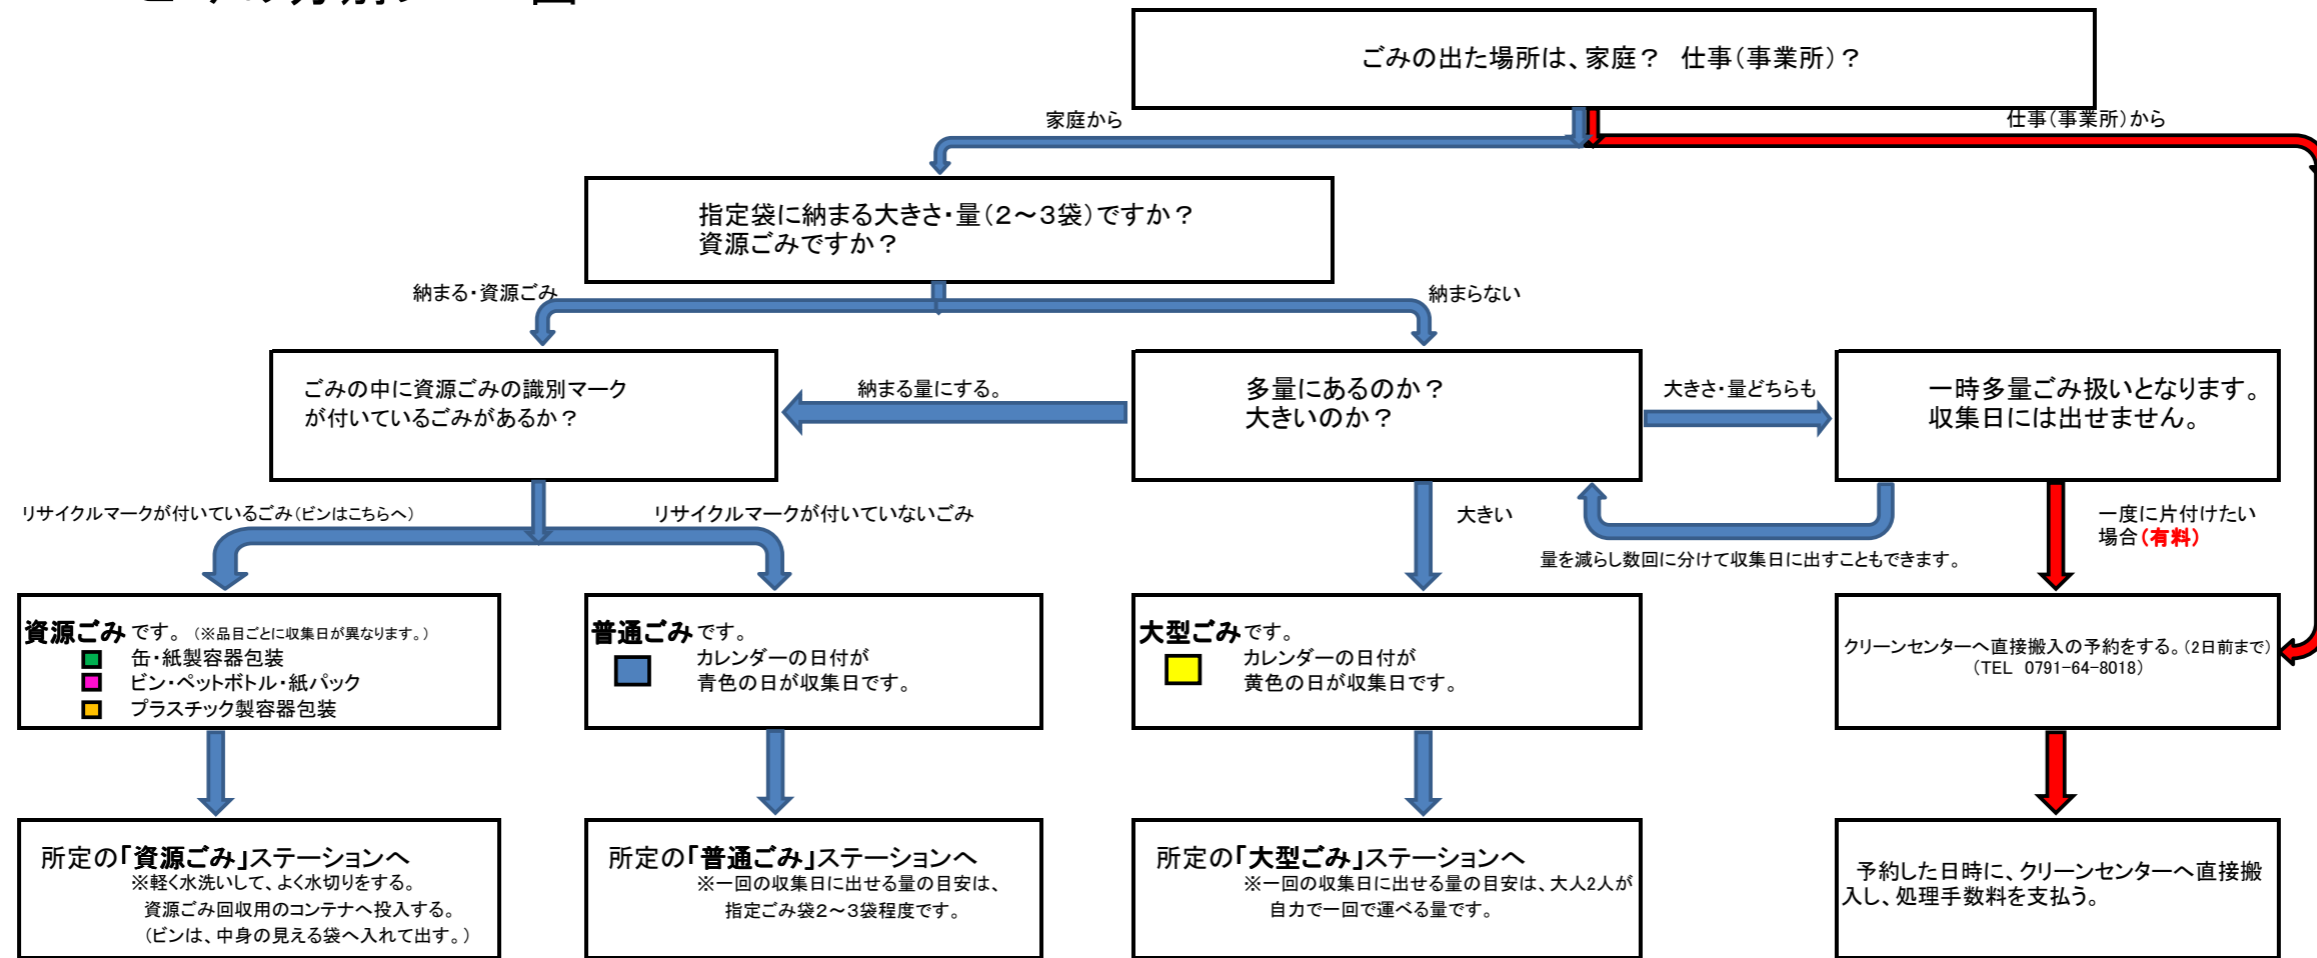 ごみの出た場所は、家庭？　仕事（事業所）？
家庭から
仕事（事業所）から
指定袋に納まる大きさ・量（２～３袋）ですか？
資源ごみですか？
納まる・資源ごみ
納まらない
ごみの中に資源ごみの識別マーク
が付いているごみがあるか？
納まる量にする。
多量にあるのか？
大きいのか？
大きさ・量どちらも
一時多量ごみ扱いとなります。
収集日には出せません。
リサイクルマークが付いているごみ（ビンはこちらへ）
リサイクルマークが付いていないごみ
大きい
量を減らし数回に分けて収集日に出すこともできます。
一度に片付けたい
場合（有料）
資源ごみです。（※品目ごとに収集日が異なります。）
缶・紙製容器包装
ビン・ペットボトル・紙パック
プラスチック製容器包装
普通ごみです。
カレンダーの日付が
青色の日が収集日です。
大型ごみです。
カレンダーの日付が
黄色の日が収集日です。
クリーンセンターへ直接搬入の予約をする。（2日前まで）
（TEL　0791-64-8018）
所定の「資源ごみ」ステーションへ
※軽く水洗いして、よく水切りをする。
資源ごみ回収用のコンテナへ投入する。
（ビンは、中身の見える袋へ入れて出す。）
所定の「普通ごみ」ステーションへ
※一回の収集日に出せる量の目安は、
指定ごみ袋２～３袋程度です。
所定の「大型ごみ」ステーションへ
※一回の収集日に出せる量の目安は、大人2人が
自力で一回で運べる量です。
予約した日時に、クリーンセンターへ直接搬
入し、処理手数料を支払う。